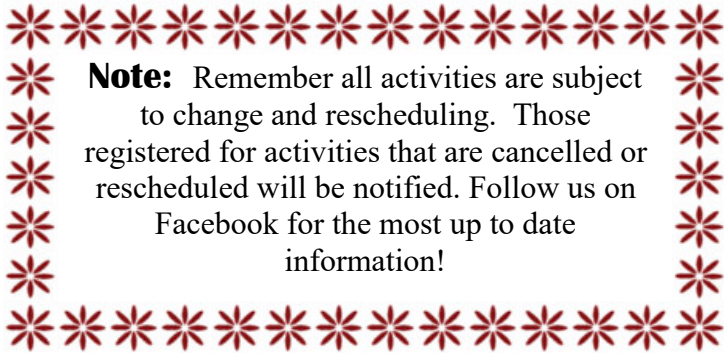 Note: Remember all activities are subject
to change and rescheduling. Those
registered for activities that are cancelled or
rescheduled will be notified. Follow us on
Facebook for the most up to date
information!